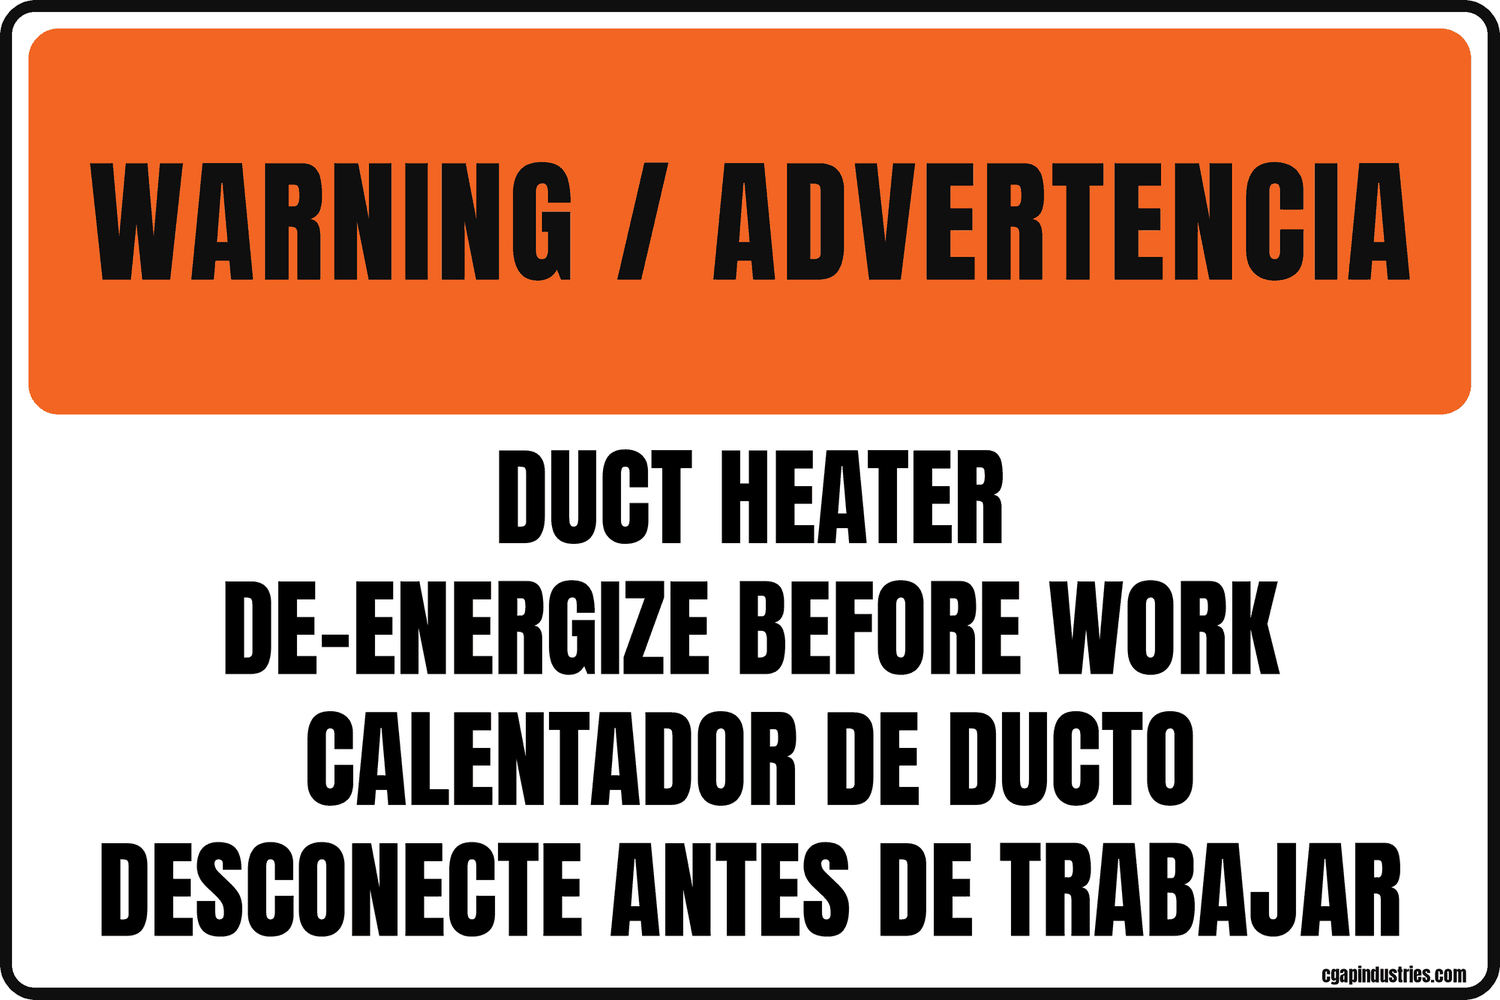 WARNING / ADVERTENCIA
DUCT HEATER
DE-ENERGIZE BEFORE WORK
CALENTADOR DE DUCTO
DESCONECTE ANTES DE TRABAJAR
cgapindustries.com